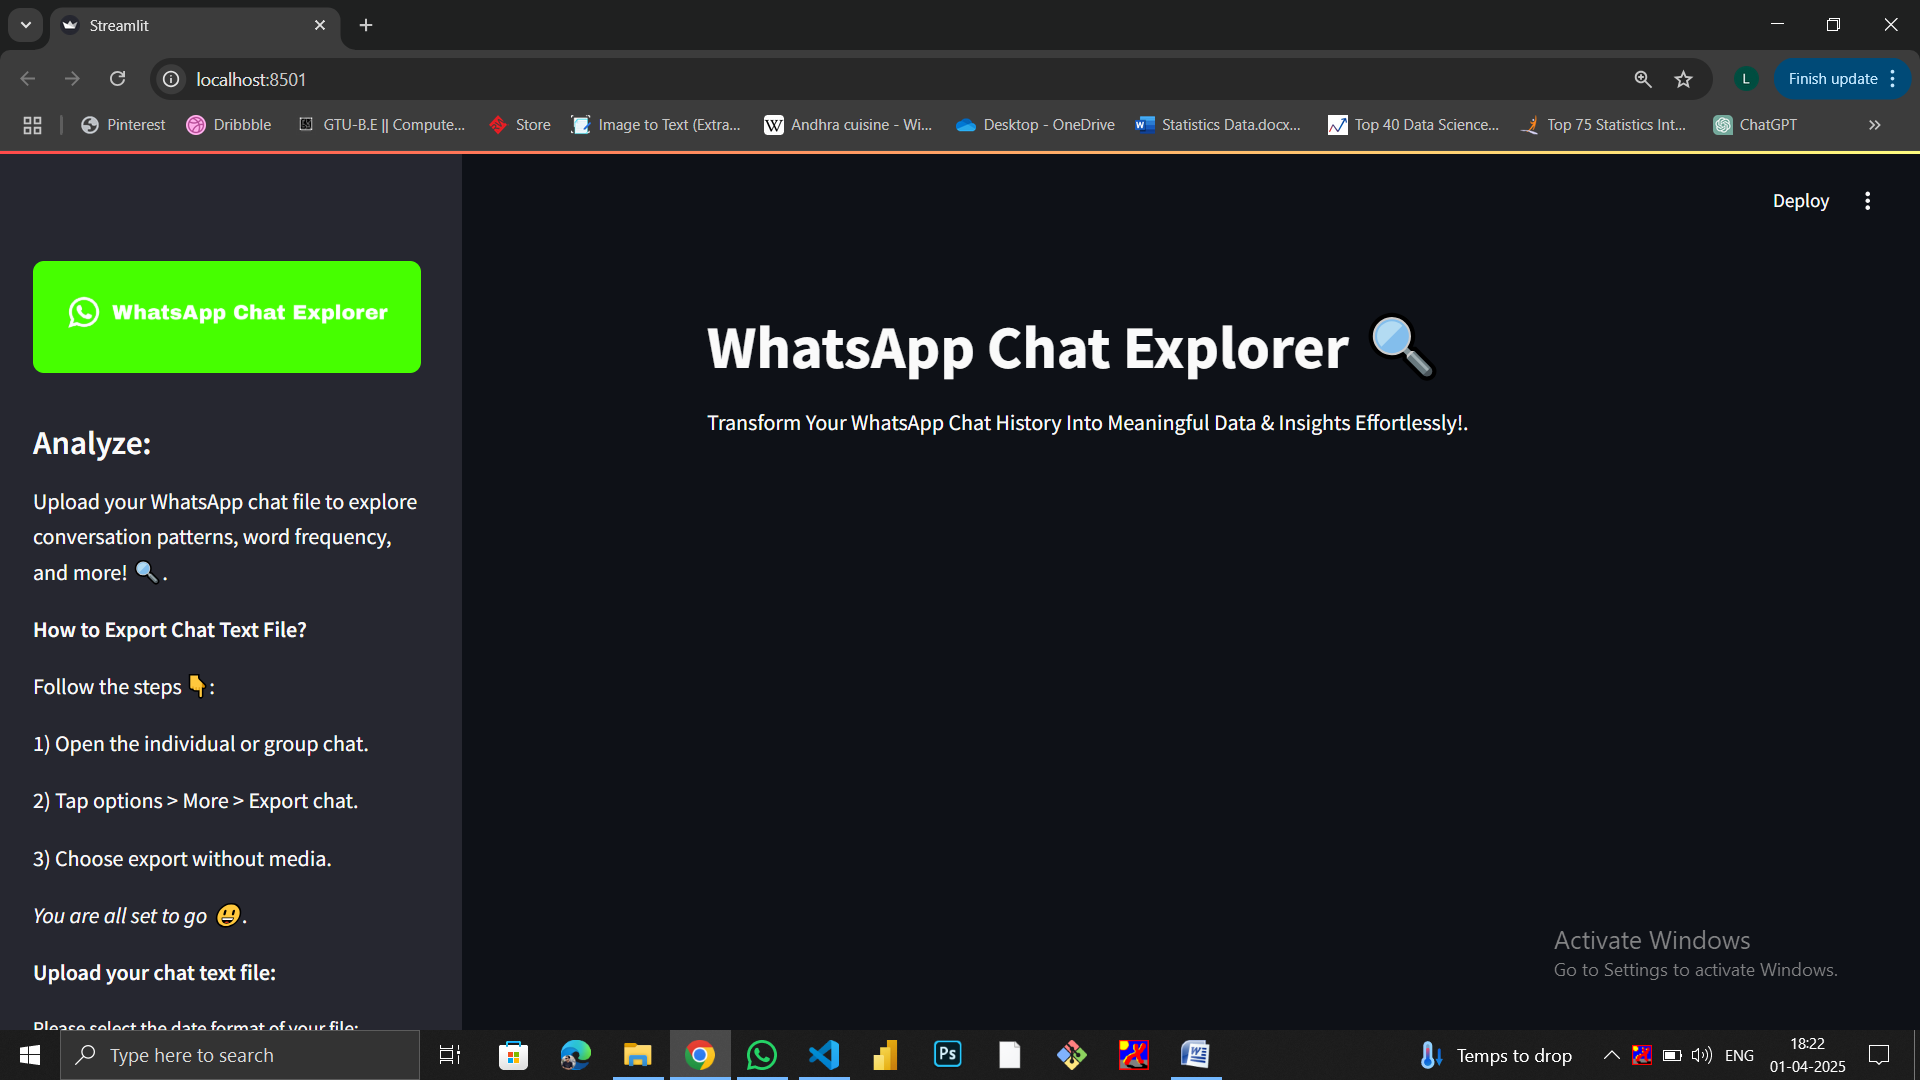 Streamlit
localhost:8501
L
Finish update
Pinterest
Dribbble
GTU-B.E || Compute...
Store
Image to Text (Extra...
Andhra cuisine - Wi...
Desktop - OneDrive
Statistics Data.docx...
Top 40 Data Science...
Top 75 Statistics Int...
ChatGPT
Deploy
WhatsApp Chat Explorer
Analyze:
Upload your WhatsApp chat file to explore
conversation patterns, word frequency,
and more! 🔍 .
How to Export Chat Text File?
Follow the steps 👇 :
1) Open the individual or group chat.
2) Tap options > More > Export chat.
3) Choose export without media.
You are all set to go 😃 .
Upload your chat text file:
Please select the date format of your file:
WhatsApp Chat Explorer 🔍
Transform Your WhatsApp Chat History Into Meaningful Data & Insights Effortlessly!.
Activate Windows
Go to Settings to activate Windows.
Type here to search
Ps
Temps to drop
ENG
18:22
01-04-2025